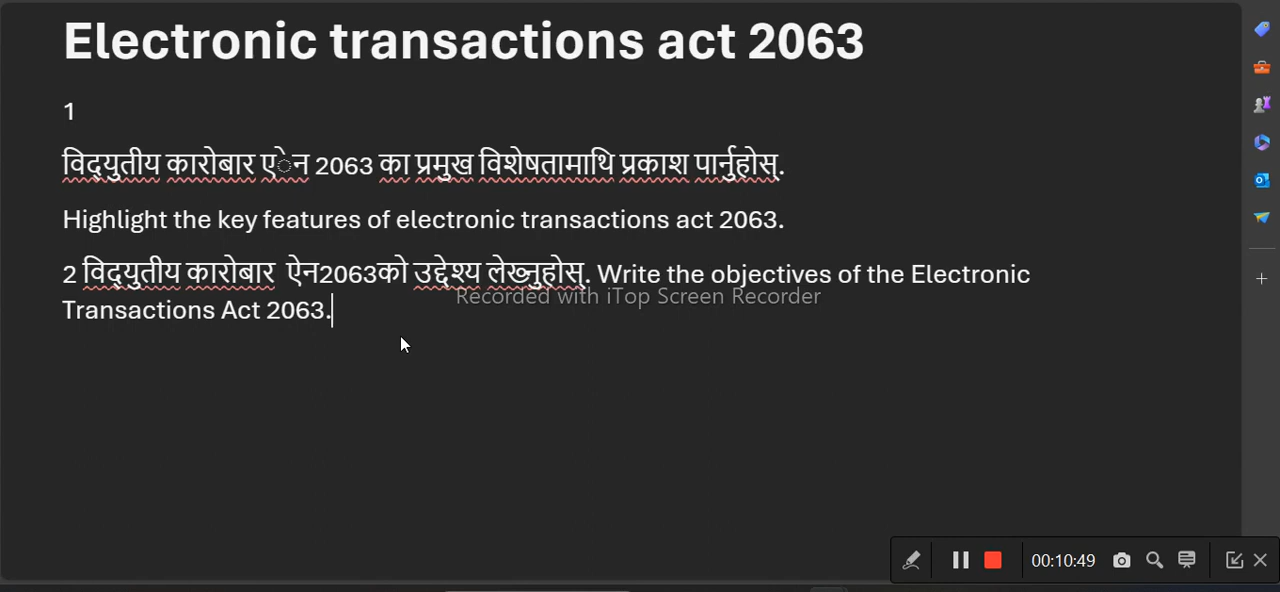 Electronic transactions act 2063
1
विद्युतीय कारोबार एेन 2063 का प्रमुख विशेषतामाथि प्रकाश पार्नुहोस्.
Highlight the key features of electronic transactions act 2063.
2 विद्युतीय कारोबार ऐन2063को उद्देश्य लेख्नुहोस्. Write the objectives of the Electronic
Recorded with iTop Screen Recorder
Transactions Act 2063.
00:10:49